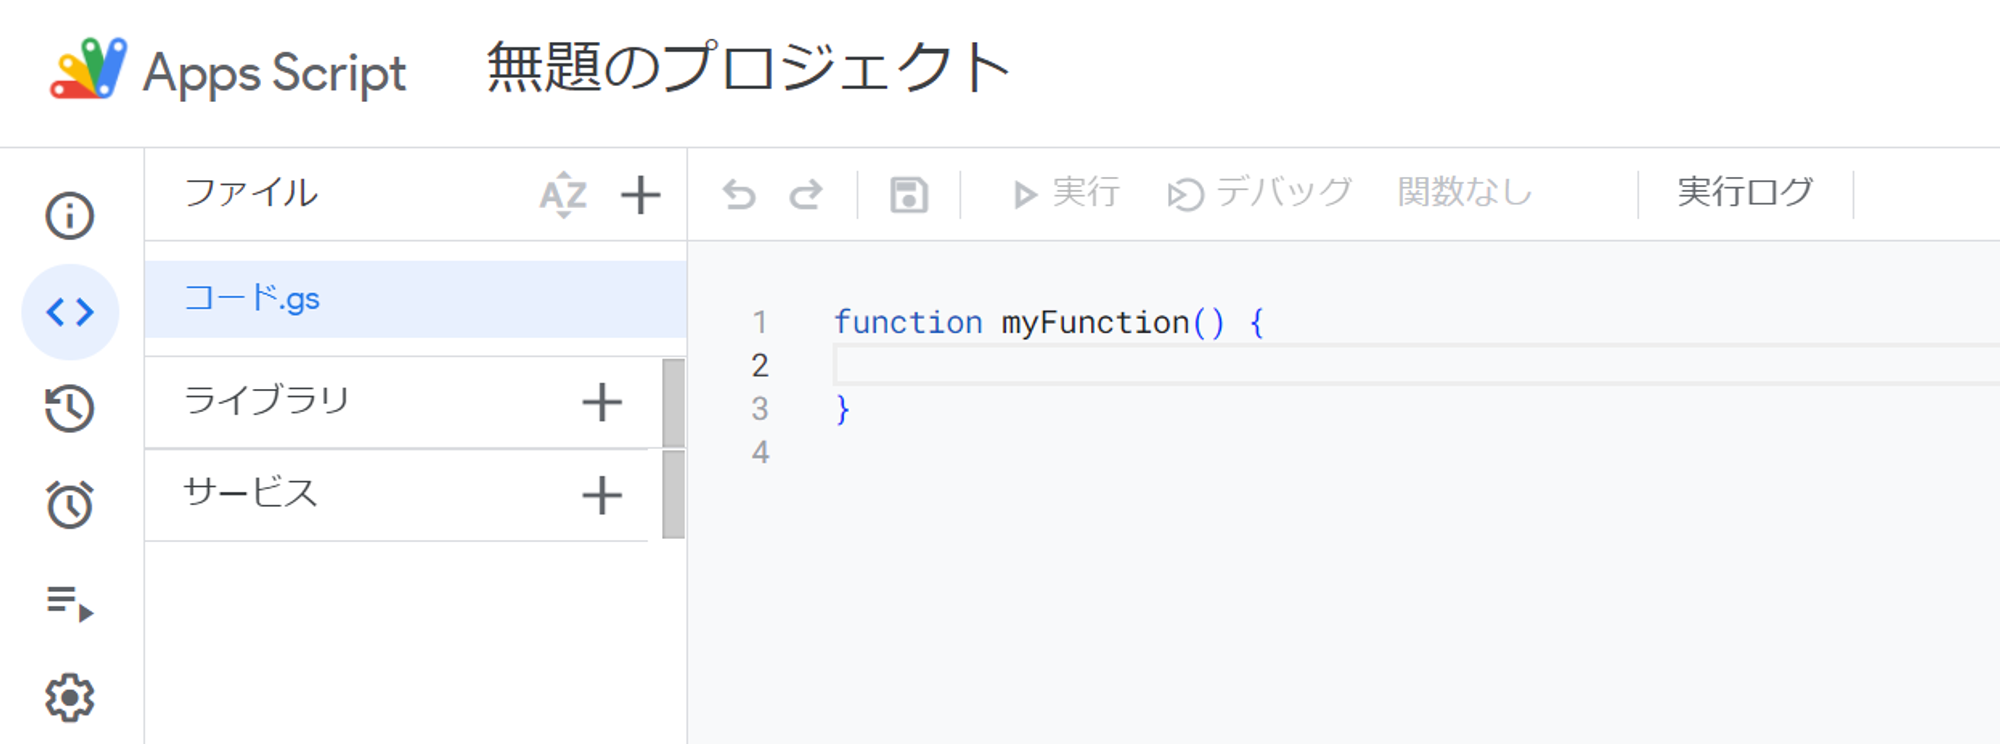 Apps Script 無題のプロジェクト
ファイル AZ
実行 デバッグ 関数なし 実行ログ
コード.gs
ライブラリ
サービス
1 function myFunction() {
2
3 }
4